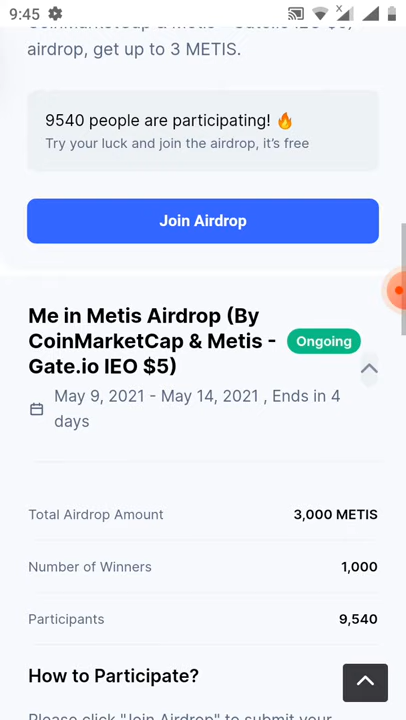 9:45
airdrop, get up to 3 METIS.
9540 people are participating! 🔥
Try your luck and join the airdrop, it's free
Join Airdrop
Me in Metis Airdrop (By
CoinMarketCap & Metis -
Gate.io IEO $5)
Ongoing
May 9, 2021 - May 14, 2021 , Ends in 4
days
Total Airdrop Amount 3,000 METIS
Number of Winners 1,000
Participants 9,540
How to Participate?
Please click "Join Airdrop" to submit your